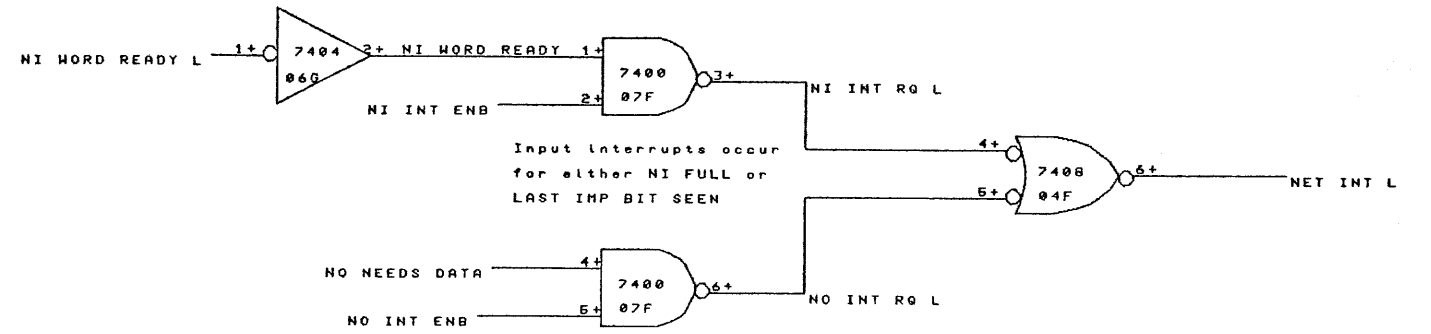 NI WORD READY L
1+
7404
06G
2+
NI WORD READY
1+
NI INT ENB
2+
7400
07F
3+
NI INT RQ L
Input interrupts occur
for either NI FULL or
LAST IMP BIT SEEN
4+
5+
7408
04F
6+
NET INT L
NO NEEDS DATA
4+
NO INT ENB
5+
7400
07F
6+
NO INT RQ L